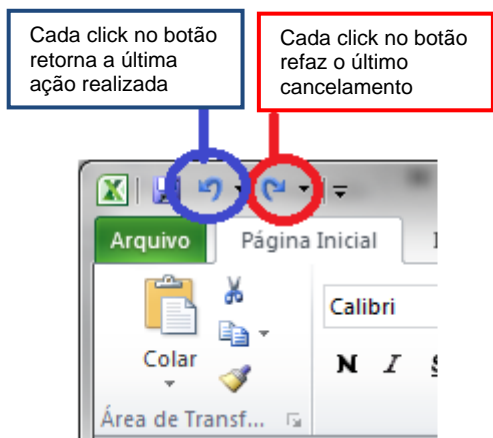 Cada click no botão
retorna a última
ação realizada
Cada click no botão
refaz o último
cancelamento
Arquivo
Página Inicial
Colar
Calibri
N I S
Área de Transf...